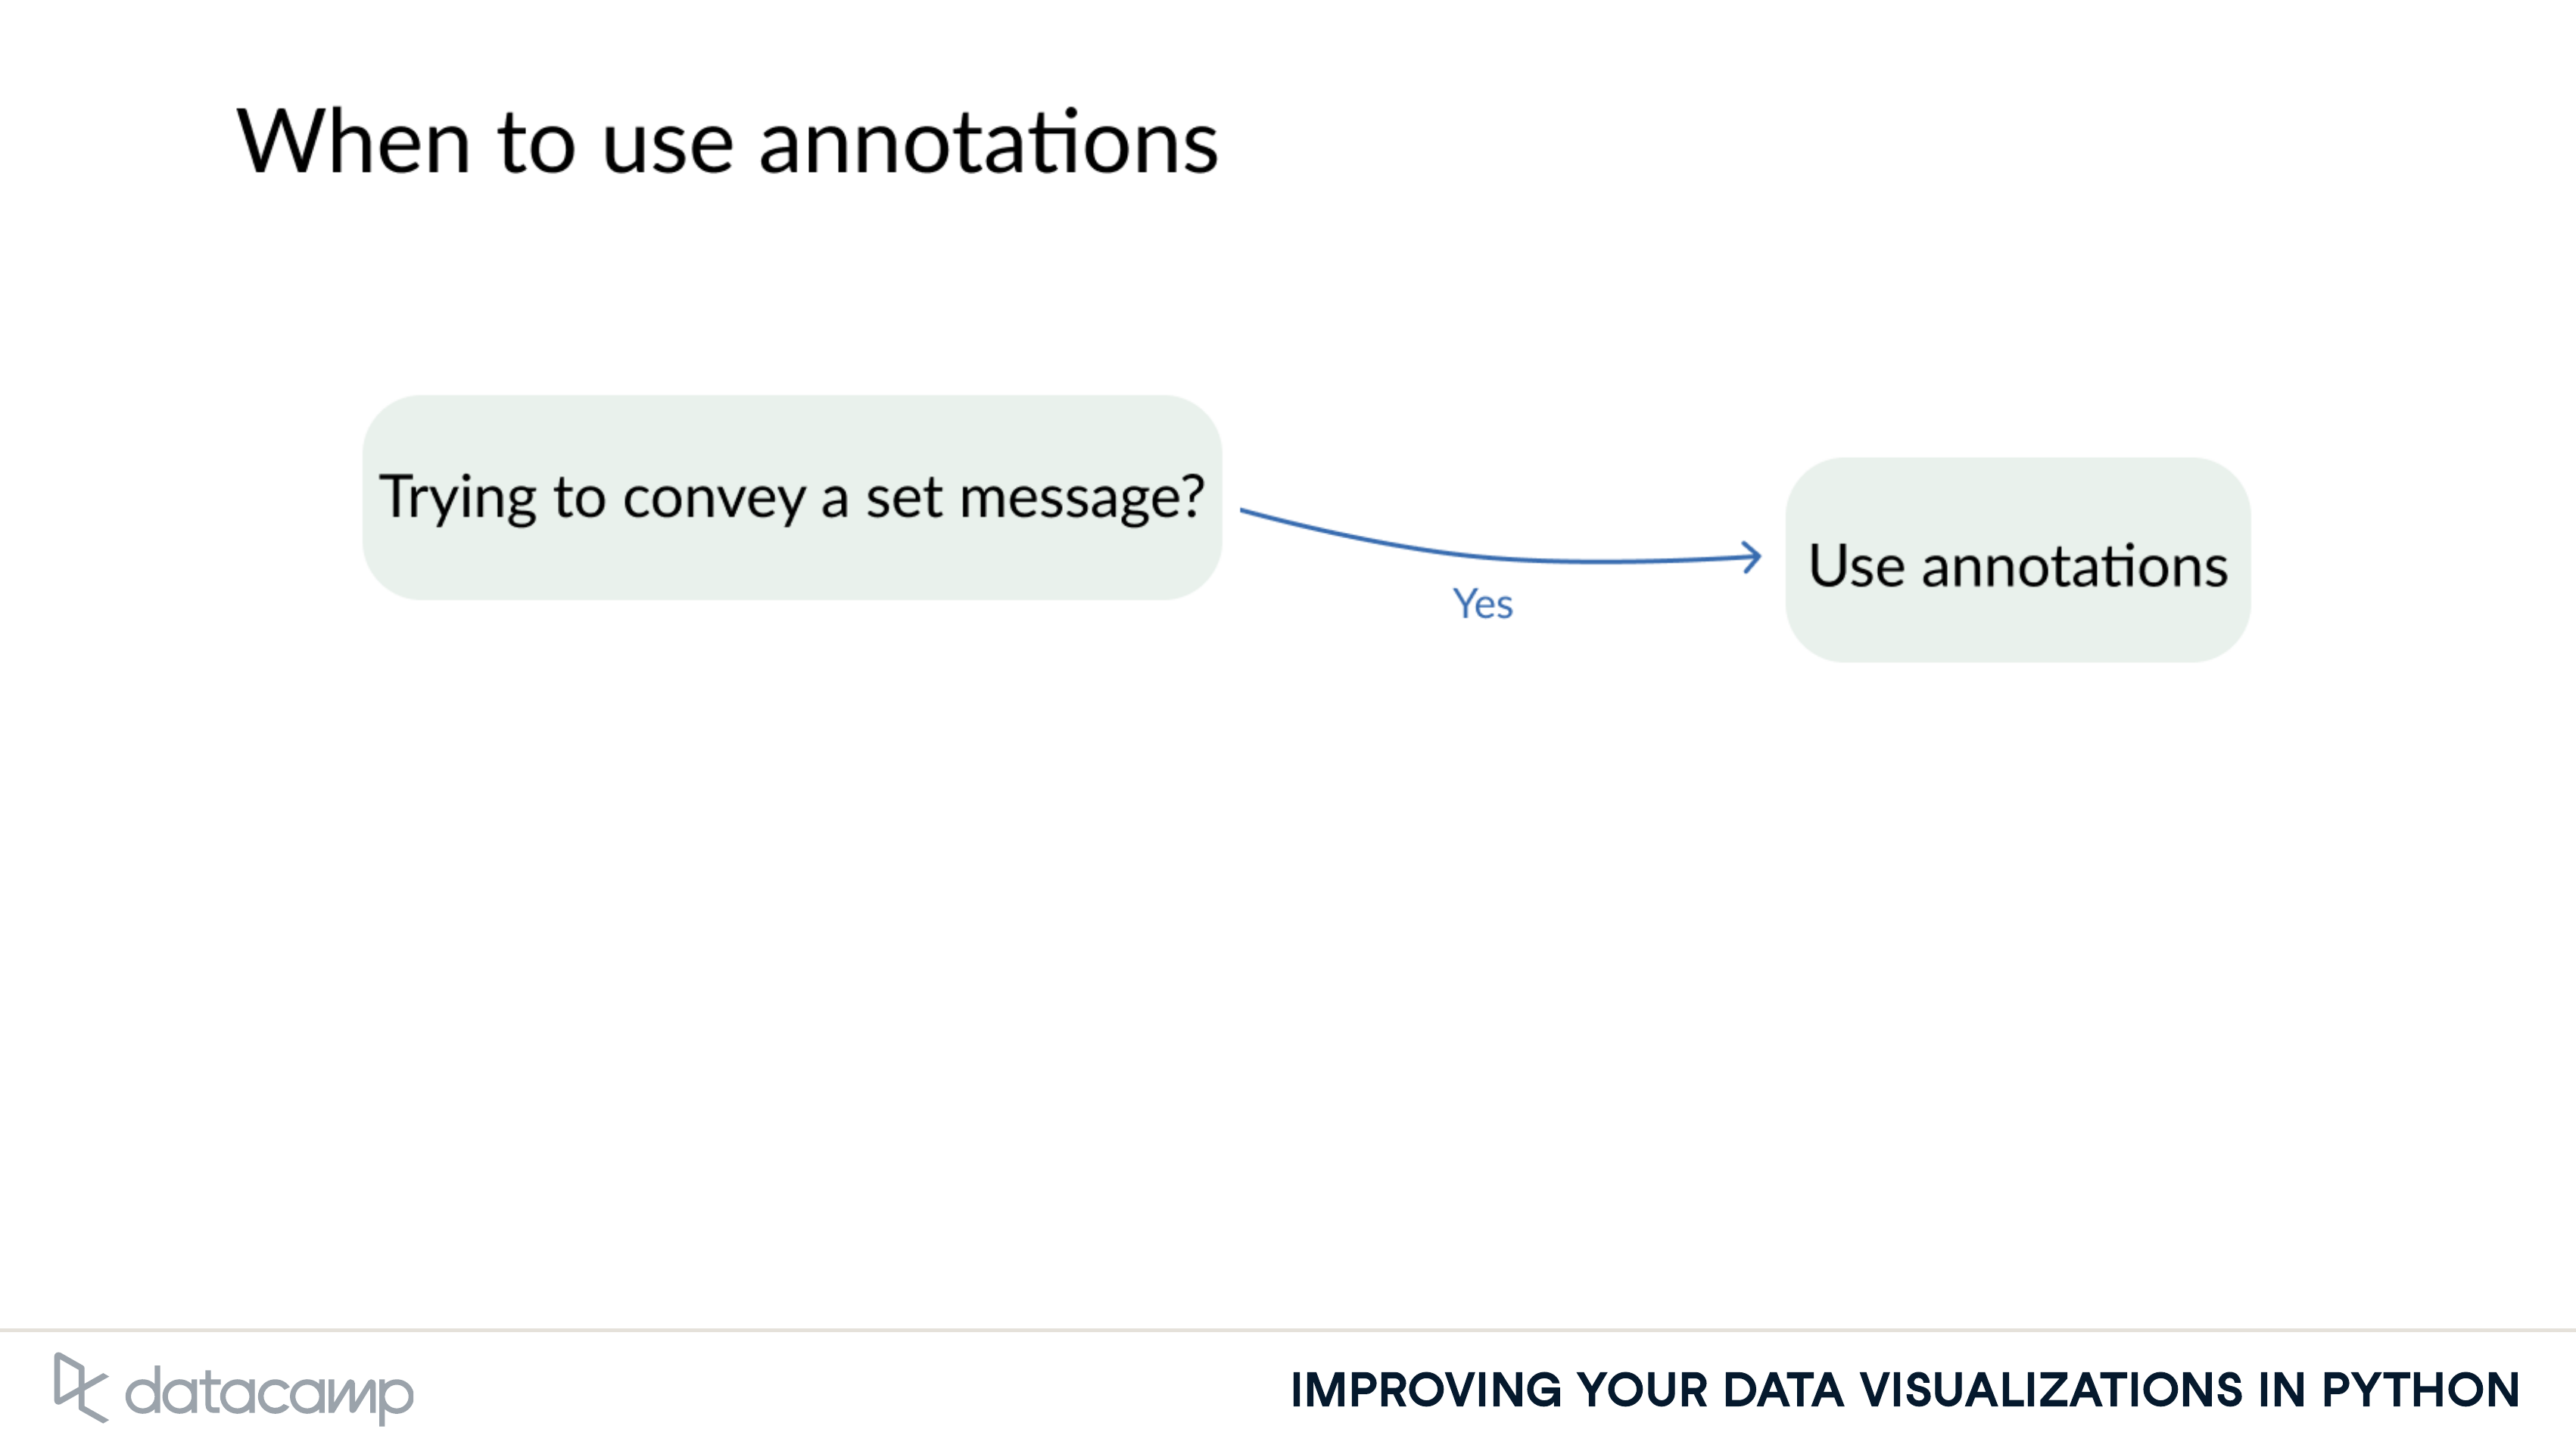 When to use annotations
Trying to convey a set message?
Yes
Use annotations
datacamp
IMPROVING YOUR DATA VISUALIZATIONS IN PYTHON